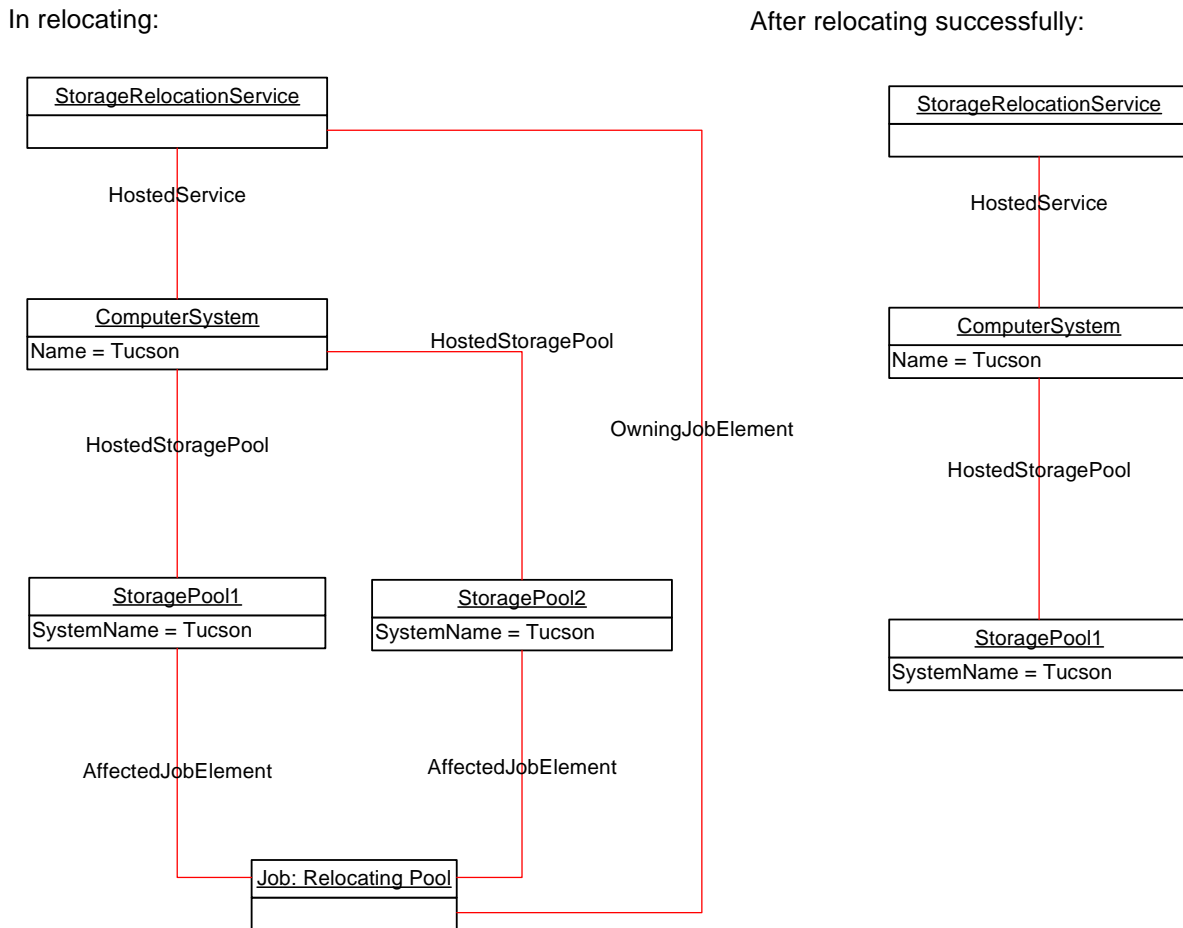 In relocating:
StorageRelocationService
HostedService
ComputerSystem
Name = Tucson
HostedStoragePool
HostedStoragePool
OwningJobElement
StoragePool1
SystemName = Tucson
StoragePool2
SystemName = Tucson
AffectedJobElement
AffectedJobElement
Job: Relocating Pool
After relocating successfully:
StorageRelocationService
HostedService
ComputerSystem
Name = Tucson
HostedStoragePool
StoragePool1
SystemName = Tucson